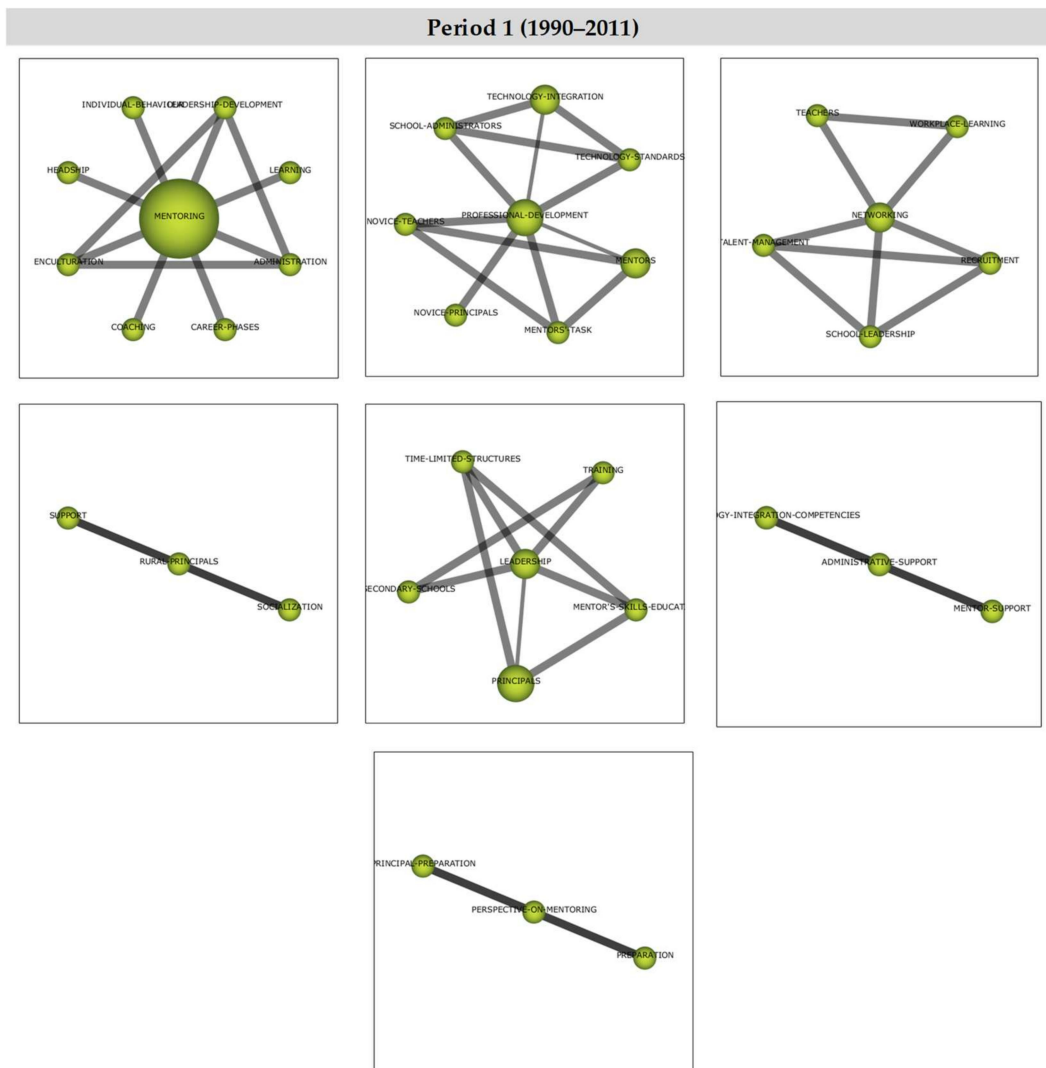 Period 1 (1990–2011)
INDIVIDUAL-BEHAVIOUR
LEADERSHIP-DEVELOPMENT
HEADSHIP
LEARNING
MENTORING
ENCULTURATION
ADMINISTRATION
COACHING
CAREER-PHASES
TECHNOLOGY-INTEGRATION
SCHOOL-ADMINISTRATORS
TECHNOLOGY-STANDARDS
PROFESSIONAL-DEVELOPMENT
NOVICE-TEACHERS
MENTORS
NOVICE-PRINCIPALS
MENTORS'-TASK
TEACHERS
WORKPLACE-LEARNING
NETWORKING
TALENT-MANAGEMENT
RECRUITMENT
SCHOOL-LEADERSHIP
SUPPORT
RURAL-PRINCIPALS
SOCIALIZATION
TIME-LIMITED-STRUCTURES
TRAINING
LEADERSHIP
SECONDARY-SCHOOLS
MENTOR'S-SKILLS-EDUCAT
PRINCIPALS
OGY-INTEGRATION-COMPETENCIES
ADMINISTRATIVE-SUPPORT
MENTOR-SUPPORT
PRINCIPAL-PREPARATION
PERSPECTIVE-ON-MENTORING
PREPARATION